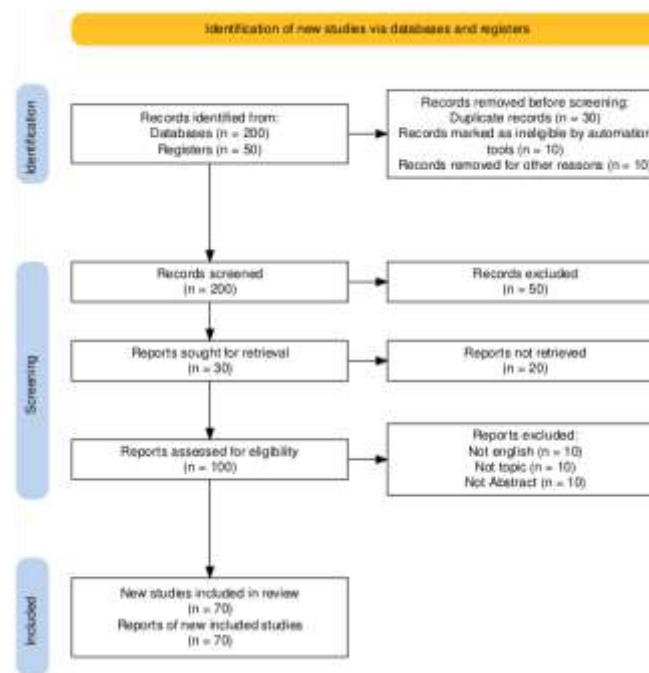 Identification of new studies via databases and registers
Identification
Records identified from:
Databases (n = 200)
Registers (n = 50)
Records removed before screening:
Duplicate records (n = 30)
Records marked as ineligible by automation
tools (n = 10)
Records removed for other reasons (n = 10)
Screening
Records screened
(n = 200)
Records excluded
(n = 50)
Reports sought for retrieval
(n = 30)
Reports not retrieved
(n = 20)
Reports assessed for eligibility
(n = 100)
Reports excluded:
Not english (n = 10)
Not topic (n = 10)
Not Abstract (n = 10)
Included
New studies included in review
(n = 70)
Reports of new included studies
(n = 70)